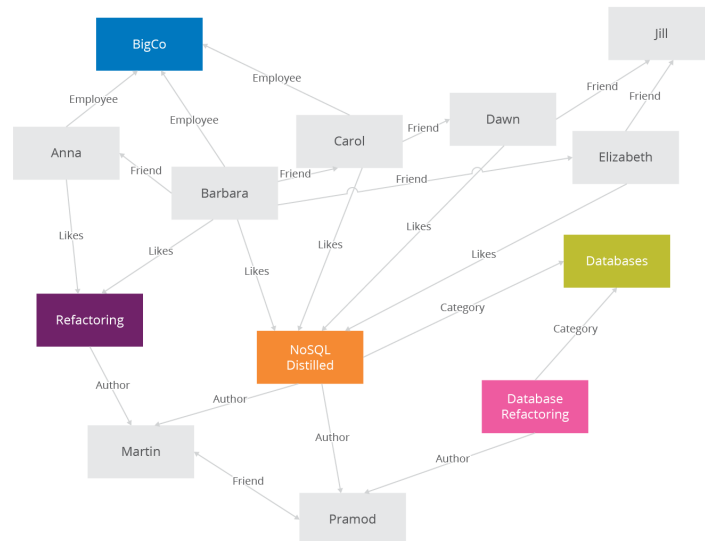 Jill
BigCo
Employee
Employee
Friend
Friend
Dawn
Employee
Friend
Carol
Anna
Elizabeth
Friend
Friend
Friend
Barbara
Likes
Likes
Likes
Likes
Likes
Likes
Databases
Category
Refactoring
Category
NoSQL
Distilled
Author
Author
Database
Refactoring
Author
Martin
Author
Friend
Pramod